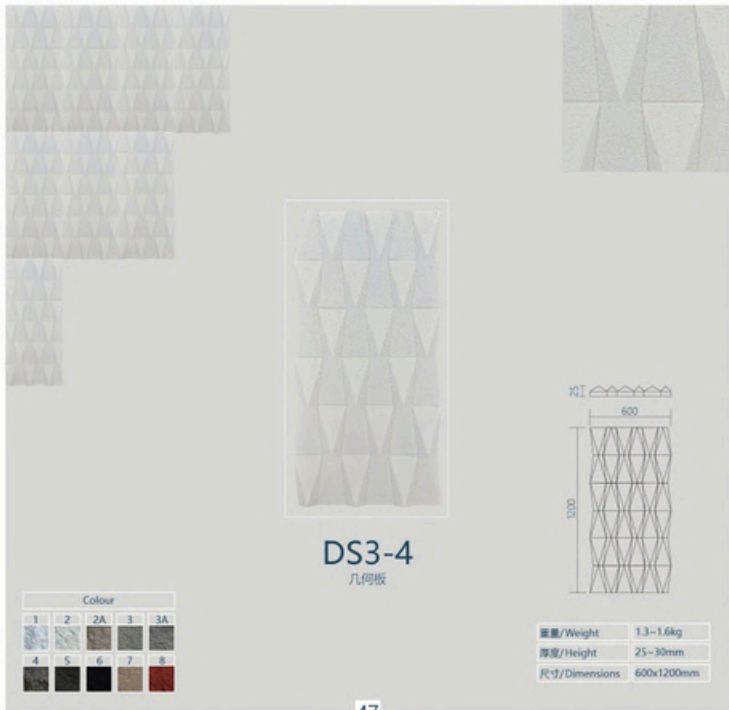 25
600
1200
DS3-4
几何板
Colour
1 2 2A 3 3A
4 5 6 7 8
重量/Weight 1.3~1.6kg
厚度/Height 25~30mm
尺寸/Dimensions 600x1200mm
47